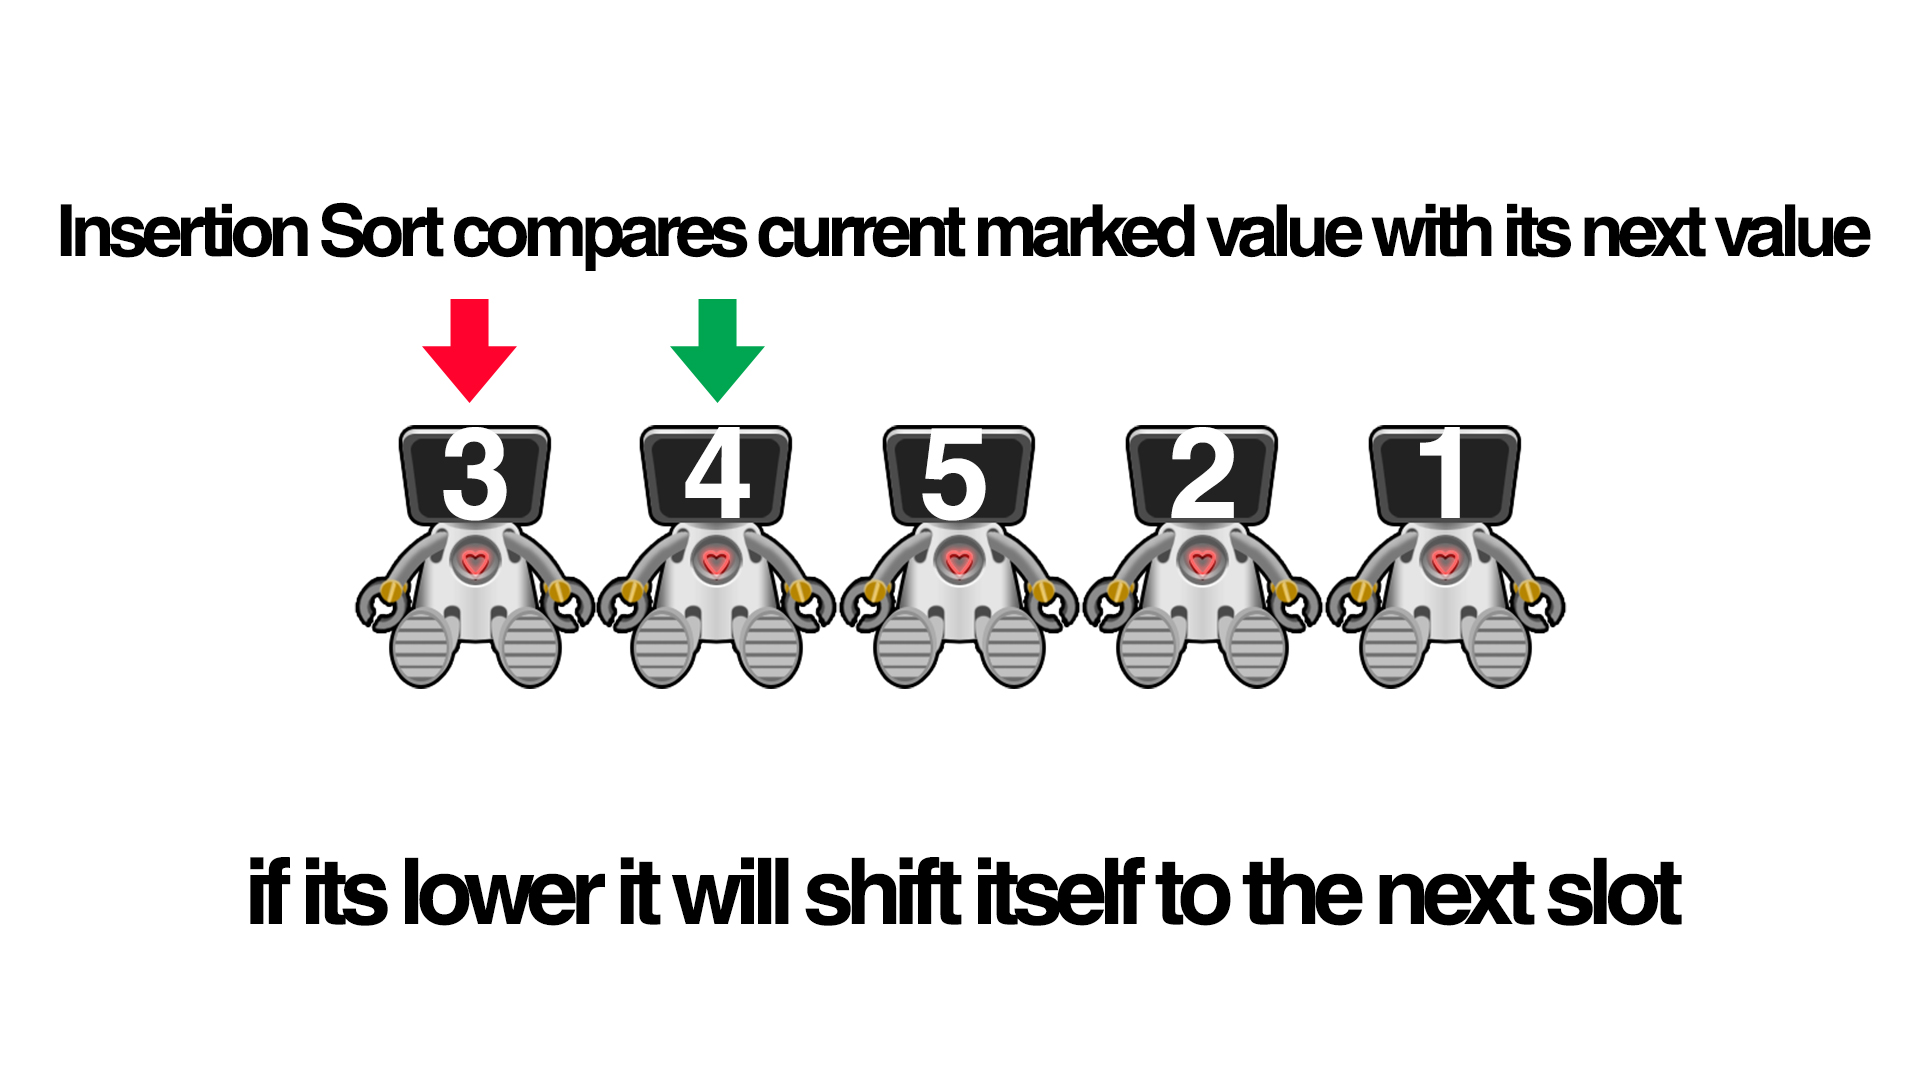 Insertion Sort compares current marked value with its next value
3 4 5 2 1
if its lower it will shift itself to the next slot